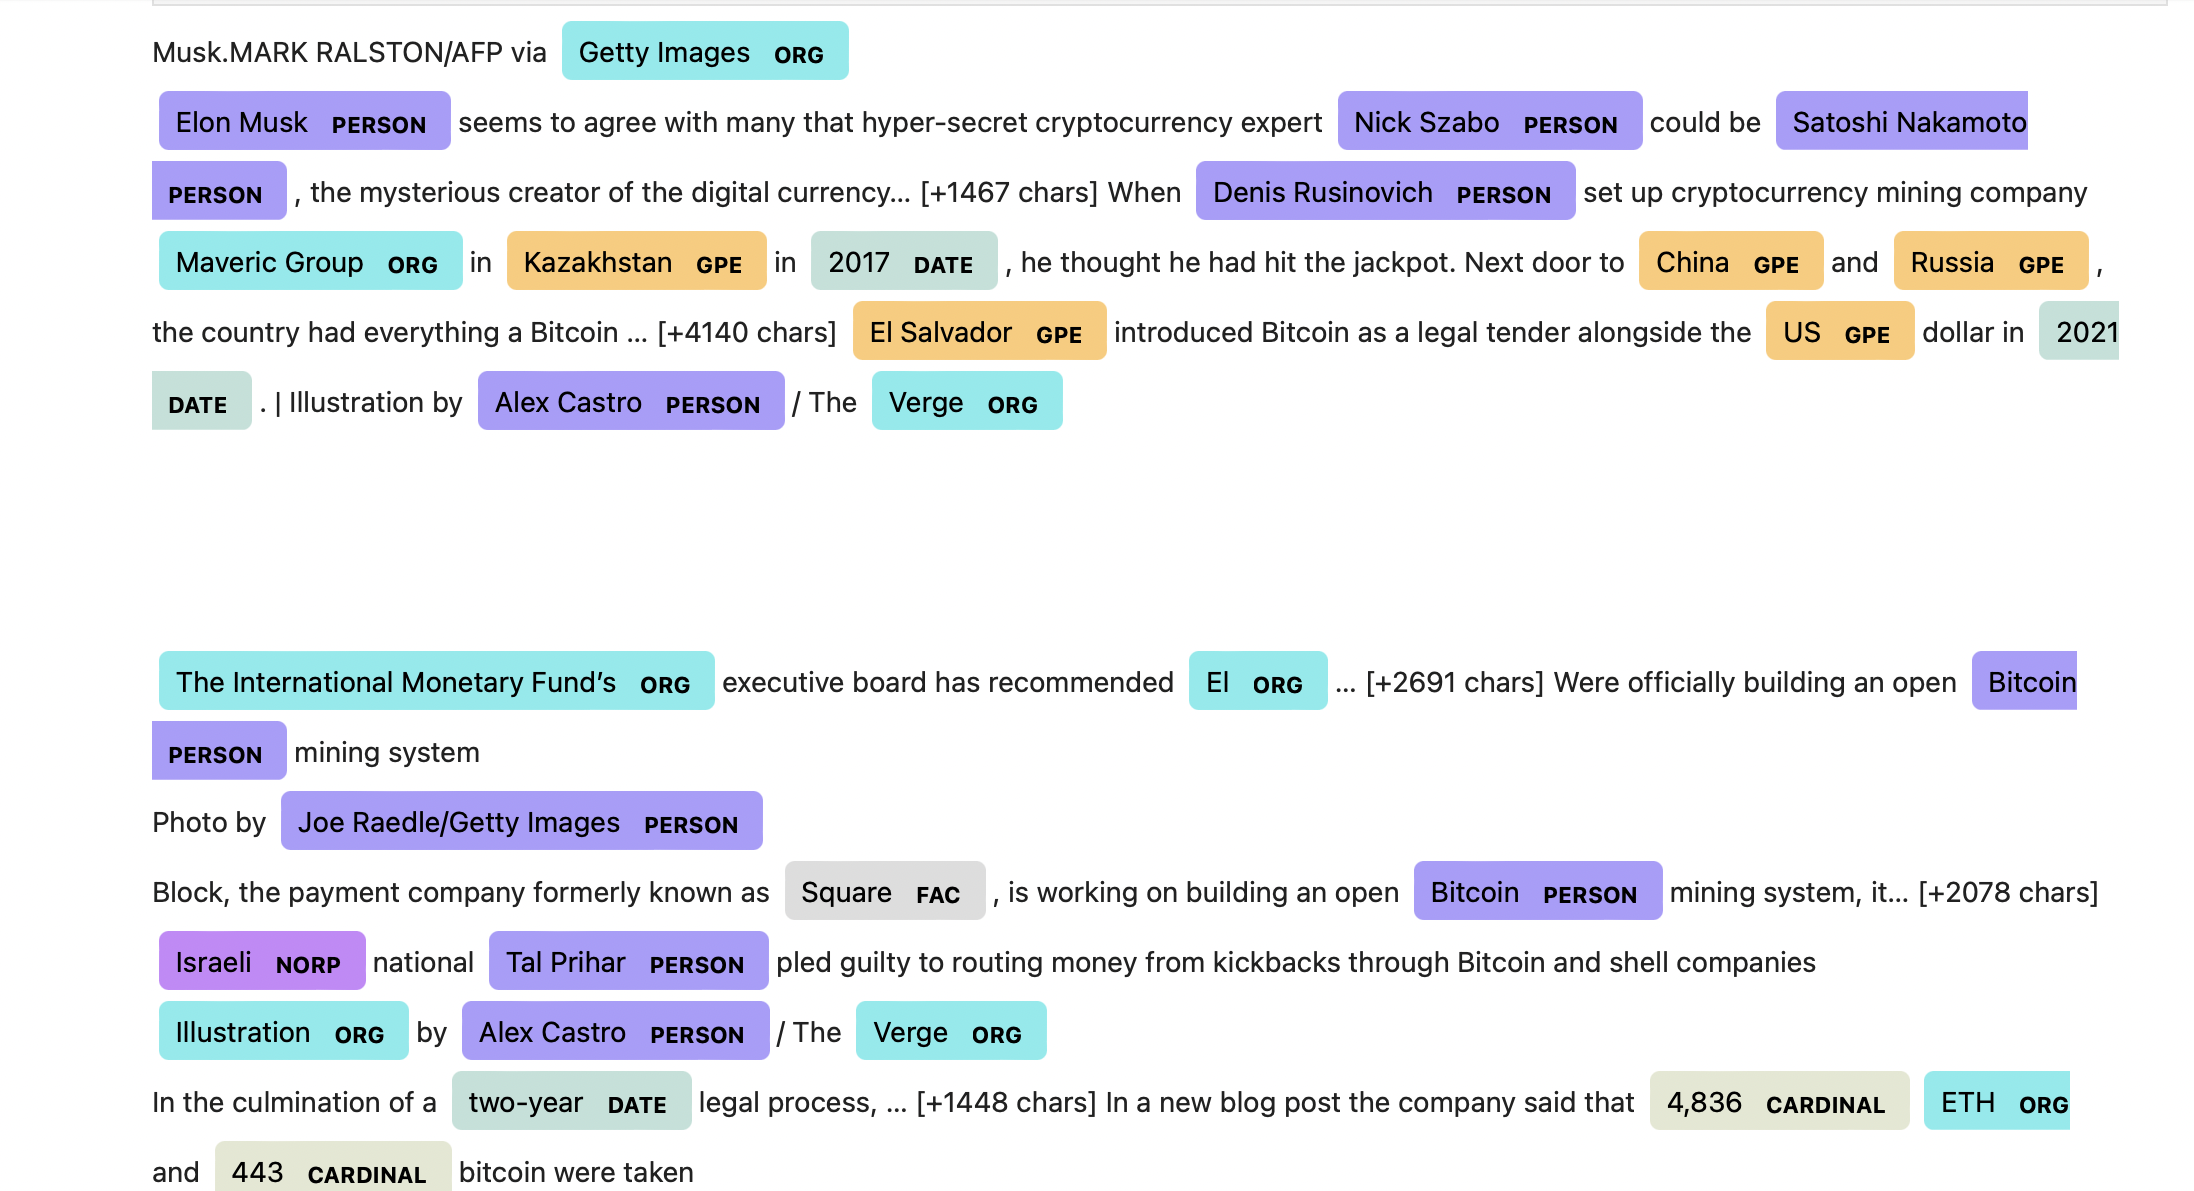 Musk.MARK RALSTON/AFP via Getty Images ORG
Elon Musk PERSON seems to agree with many that hyper-secret cryptocurrency expert Nick Szabo PERSON could be Satoshi Nakamoto
PERSON , the mysterious creator of the digital currency… [+1467 chars] When Denis Rusinovich PERSON set up cryptocurrency mining company
Maveric Group ORG in Kazakhstan GPE in 2017 DATE , he thought he had hit the jackpot. Next door to China GPE and Russia GPE ,
the country had everything a Bitcoin … [+4140 chars] El Salvador GPE introduced Bitcoin as a legal tender alongside the US GPE dollar in 2021
DATE . | Illustration by Alex Castro PERSON / The Verge ORG
The International Monetary Fund’s ORG executive board has recommended El ORG … [+2691 chars] Were officially building an open Bitcoin
PERSON mining system
Photo by Joe Raedle/Getty Images PERSON
Block, the payment company formerly known as Square FAC , is working on building an open Bitcoin PERSON mining system, it… [+2078 chars]
Israeli NORP national Tal Prihar PERSON pled guilty to routing money from kickbacks through Bitcoin and shell companies
Illustration ORG by Alex Castro PERSON / The Verge ORG
In the culmination of a two-year DATE legal process, … [+1448 chars] In a new blog post the company said that 4,836 CARDINAL ETH ORG
and 443 CARDINAL bitcoin were taken